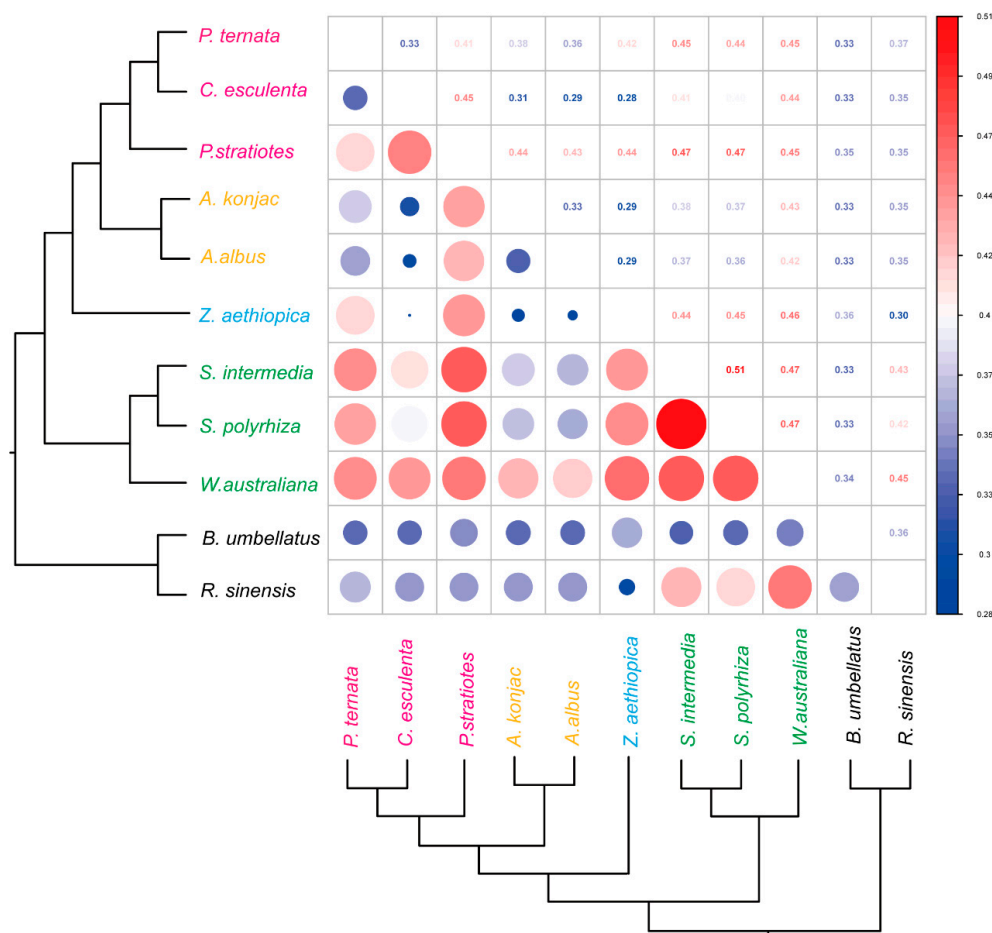 P. ternata 0.33 0.41 0.38 0.36 0.42 0.45 0.44 0.45 0.33 0.37
C. esculenta 0.45 0.31 0.29 0.28 0.41 0.40 0.44 0.33 0.35
P.stratiotes 0.44 0.43 0.44 0.47 0.47 0.45 0.35 0.35
A. konjac 0.33 0.29 0.38 0.37 0.43 0.33 0.35
A.albus 0.29 0.37 0.36 0.42 0.33 0.35
Z. aethiopica 0.44 0.45 0.46 0.36 0.30
S. intermedia 0.51 0.47 0.33 0.43
S. polyrhiza 0.47 0.33 0.42
W.australiana 0.34 0.45
B. umbellatus 0.36
R. sinensis
0.51
0.49
0.47
0.44
0.42
0.4
0.37
0.35
0.33
0.3
0.28
P. ternata
C. esculenta
P.stratiotes
A. konjac
A.albus
Z. aethiopica
S. intermedia
S. polyrhiza
W.australiana
B. umbellatus
R. sinensis